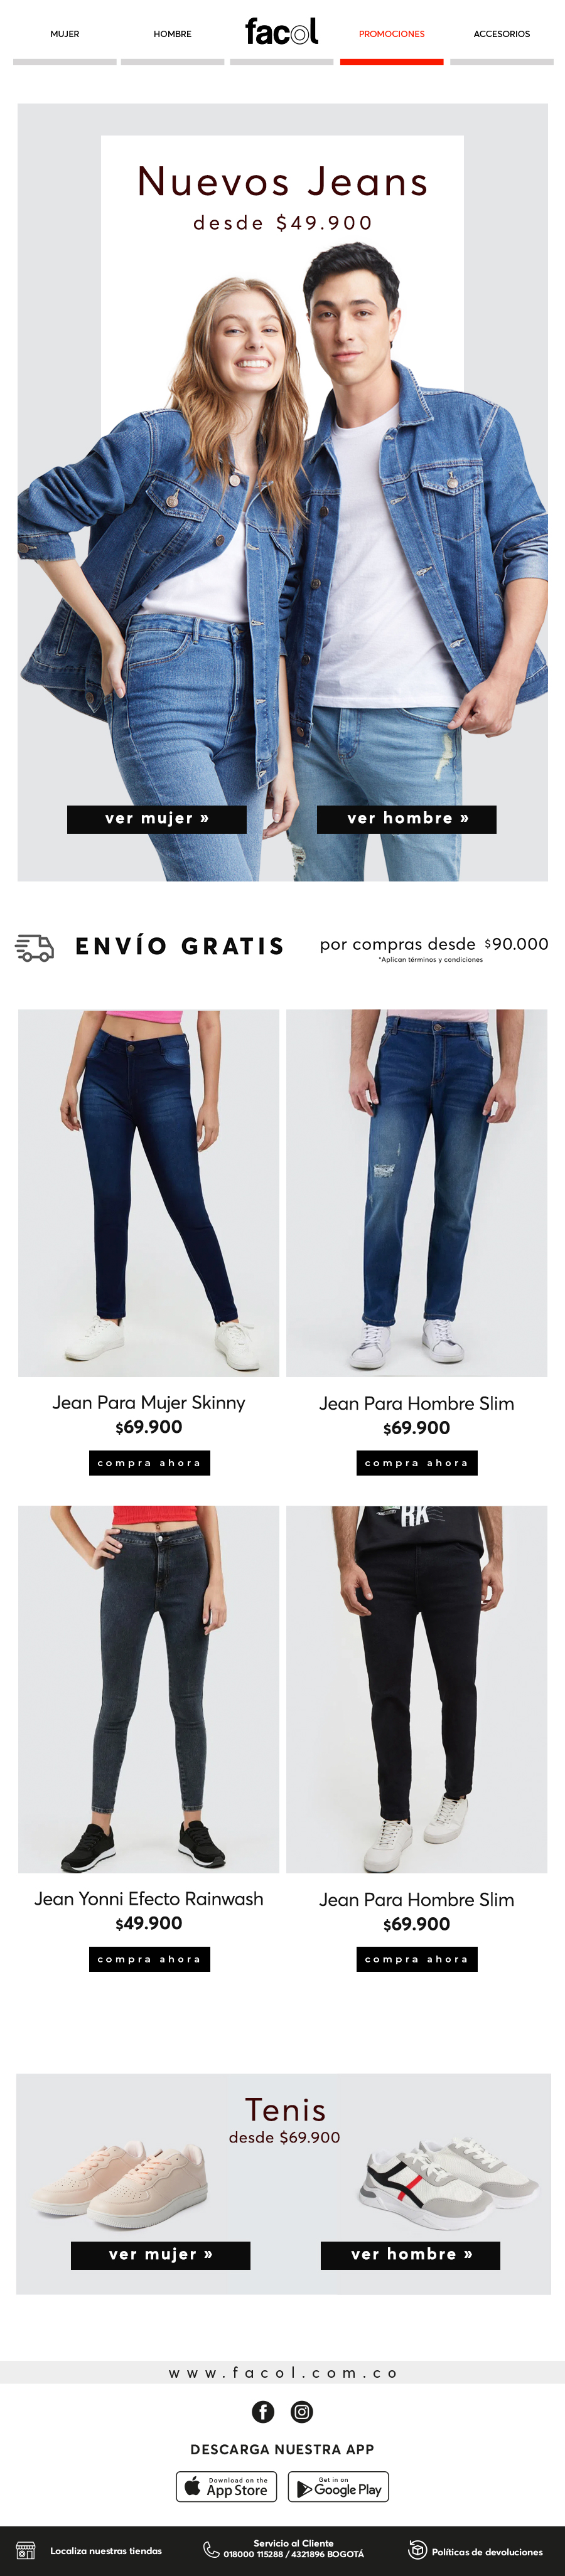 MUJER
HOMBRE
facol
PROMOCIONES
ACCESORIOS
Nuevos Jeans
desde $49.900
ver mujer »
ver hombre »
ENVÍO GRATIS
por compras desde $90.000
*Aplican términos y condiciones
Jean Para Mujer Skinny
$69.900
compra ahora
Jean Para Hombre Slim
$69.900
compra ahora
RK
Jean Yonni Efecto Rainwash
$49.900
compra ahora
Jean Para Hombre Slim
$69.900
compra ahora
Tenis
desde $69.900
ver mujer »
ver hombre »
www.facol.com.co
DESCARGA NUESTRA APP
Download on the
App Store
Get in on
Google Play
Localiza nuestras tiendas
Servicio al Cliente
018000 115288 / 4321896 BOGOTÁ
Políticas de devoluciones